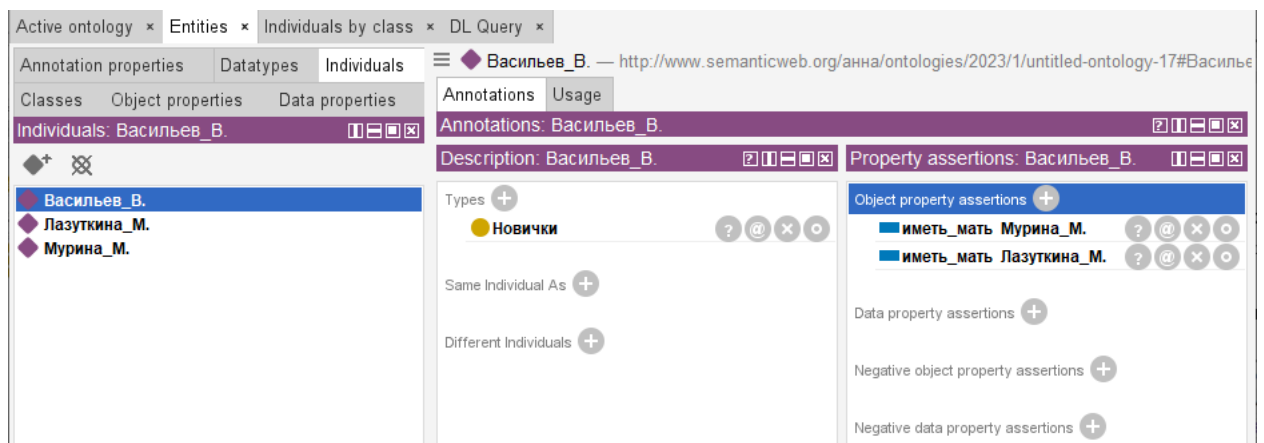 Active ontology × Entities × Individuals by class × DL Query ×
Annotation properties Datatypes Individuals
Classes Object properties Data properties
Individuals: Васильев_В.
Васильев_В.
Лазуткина_М.
Мурина_М.
Васильев_В. — http://www.semanticweb.org/анна/ontologies/2023/1/untitled-ontology-17#Василье
Annotations Usage
Annotations: Васильев_В.
Description: Васильев_В.
Types
Новички
Same Individual As
Different Individuals
Property assertions: Васильев_В.
Object property assertions
иметь_мать Мурина_М.
иметь_мать Лазуткина_М.
Data property assertions
Negative object property assertions
Negative data property assertions